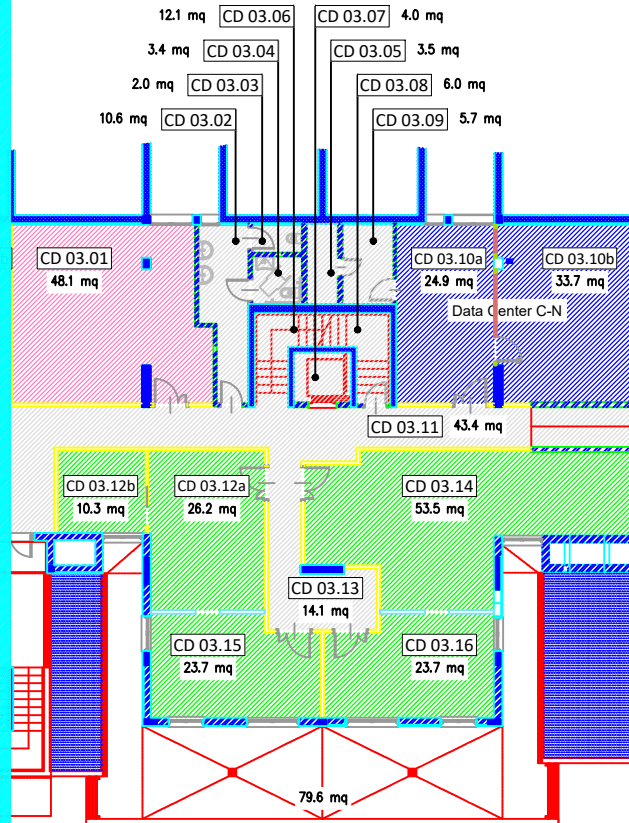 12.1 mq CD 03.06 CD 03.07 4.0 mq
3.4 mq CD 03.04 CD 03.05 3.5 mq
2.0 mq CD 03.03 CD 03.08 6.0 mq
10.6 mq CD 03.02 CD 03.09 5.7 mq
CD 03.01 CD 03.10a CD 03.10b
48.1 mq 24.9 mq 33.7 mq
Data Center C-N
CD 03.11 43.4 mq
CD 03.12b CD 03.12a CD 03.14
10.3 mq 26.2 mq 53.5 mq
CD 03.13
14.1 mq
CD 03.15 CD 03.16
23.7 mq 23.7 mq
79.6 mq